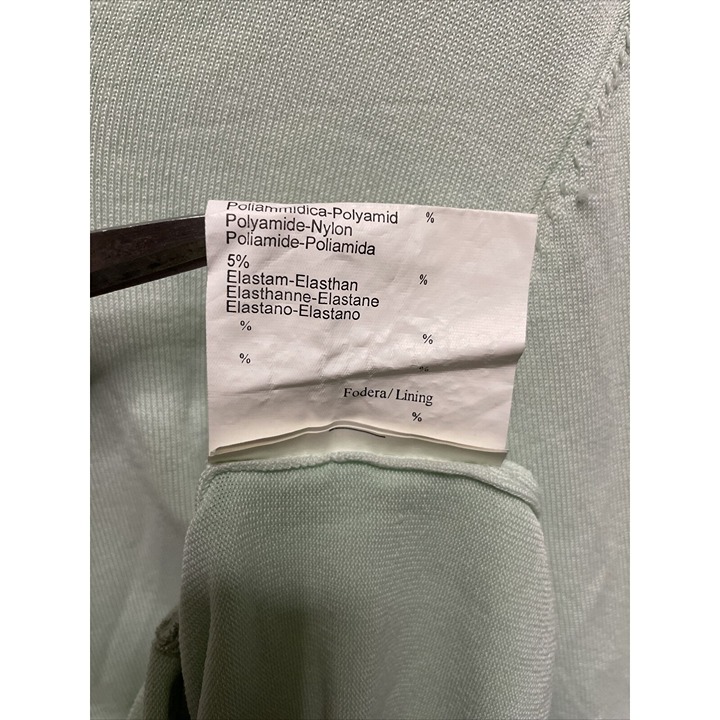 Poliammidica-Polyamid %
Polyamide-Nylon
Poliamide-Poliamida
5%
Elastam-Elasthan %
Elasthanne-Elastane
Elastano-Elastano
%
%
%
%
Fodera/Lining
%